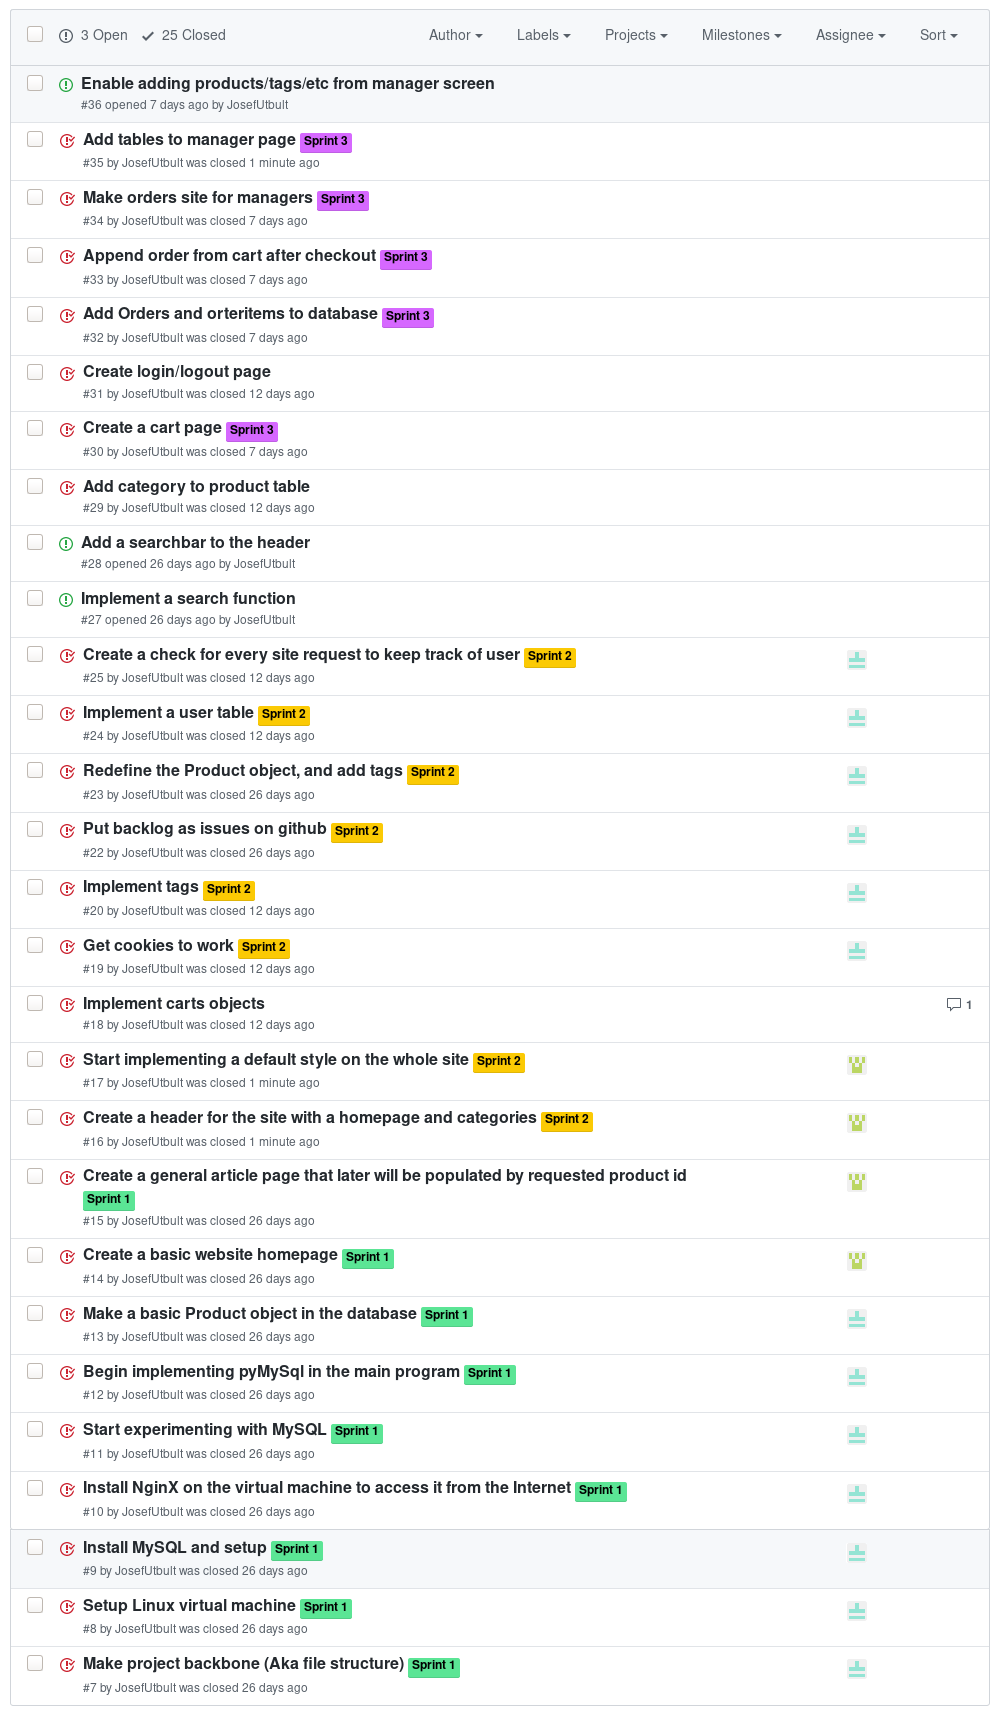 3 Open 25 Closed Author Labels Projects Milestones Assignee Sort
Enable adding products/tags/etc from manager screen
#36 opened 7 days ago by JosefUtbult
Add tables to manager page Sprint 3
#35 by JosefUtbult was closed 1 minute ago
Make orders site for managers Sprint 3
#34 by JosefUtbult was closed 7 days ago
Append order from cart after checkout Sprint 3
#33 by JosefUtbult was closed 7 days ago
Add Orders and orteritems to database Sprint 3
#32 by JosefUtbult was closed 7 days ago
Create login/logout page
#31 by JosefUtbult was closed 12 days ago
Create a cart page Sprint 3
#30 by JosefUtbult was closed 7 days ago
Add category to product table
#29 by JosefUtbult was closed 12 days ago
Add a searchbar to the header
#28 opened 26 days ago by JosefUtbult
Implement a search function
#27 opened 26 days ago by JosefUtbult
Create a check for every site request to keep track of user Sprint 2
#25 by JosefUtbult was closed 12 days ago
Implement a user table Sprint 2
#24 by JosefUtbult was closed 12 days ago
Redefine the Product object, and add tags Sprint 2
#23 by JosefUtbult was closed 26 days ago
Put backlog as issues on github Sprint 2
#22 by JosefUtbult was closed 26 days ago
Implement tags Sprint 2
#20 by JosefUtbult was closed 12 days ago
Get cookies to work Sprint 2
#19 by JosefUtbult was closed 12 days ago
Implement carts objects 1
#18 by JosefUtbult was closed 12 days ago
Start implementing a default style on the whole site Sprint 2
#17 by JosefUtbult was closed 1 minute ago
Create a header for the site with a homepage and categories Sprint 2
#16 by JosefUtbult was closed 1 minute ago
Create a general article page that later will be populated by requested product id
Sprint 1
#15 by JosefUtbult was closed 26 days ago
Create a basic website homepage Sprint 1
#14 by JosefUtbult was closed 26 days ago
Make a basic Product object in the database Sprint 1
#13 by JosefUtbult was closed 26 days ago
Begin implementing pyMySql in the main program Sprint 1
#12 by JosefUtbult was closed 26 days ago
Start experimenting with MySQL Sprint 1
#11 by JosefUtbult was closed 26 days ago
Install NginX on the virtual machine to access it from the Internet Sprint 1
#10 by JosefUtbult was closed 26 days ago
Install MySQL and setup Sprint 1
#9 by JosefUtbult was closed 26 days ago
Setup Linux virtual machine Sprint 1
#8 by JosefUtbult was closed 26 days ago
Make project backbone (Aka file structure) Sprint 1
#7 by JosefUtbult was closed 26 days ago